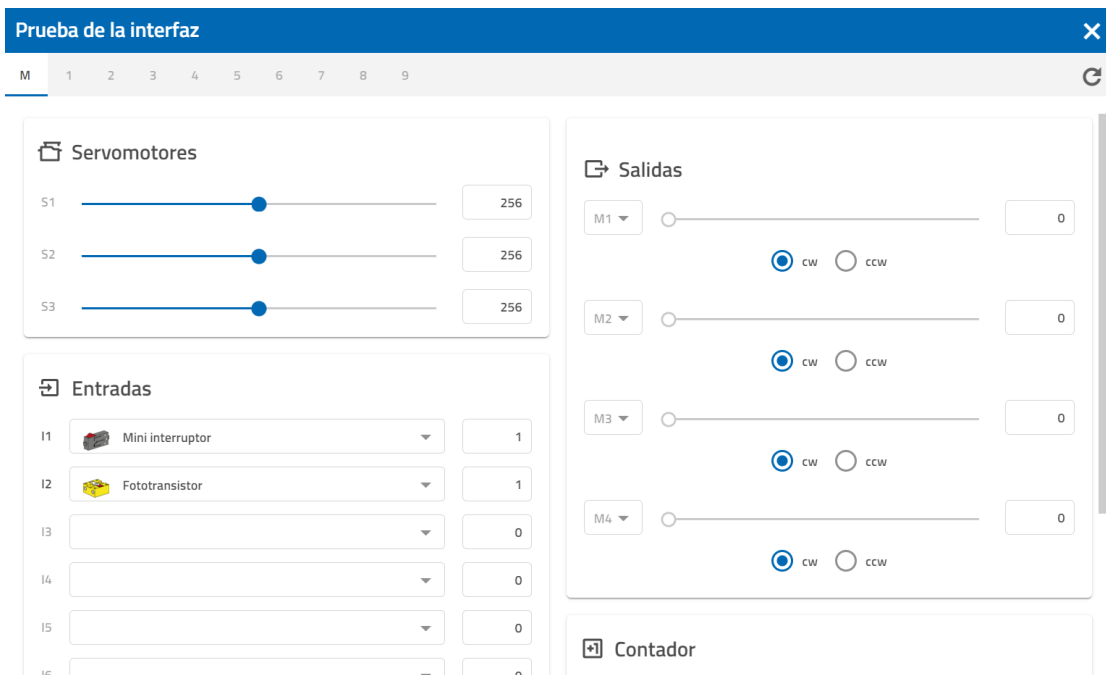 Prueba de la interfaz
M 1 2 3 4 5 6 7 8 9
Servomotores
S1 256
S2 256
S3 256
Entradas
I1 Mini interruptor 1
I2 Fototransistor 1
I3 0
I4 0
I5 0
Salidas
M1 0
cw ccw
M2 0
cw ccw
M3 0
cw ccw
M4 0
cw ccw
+1 Contador